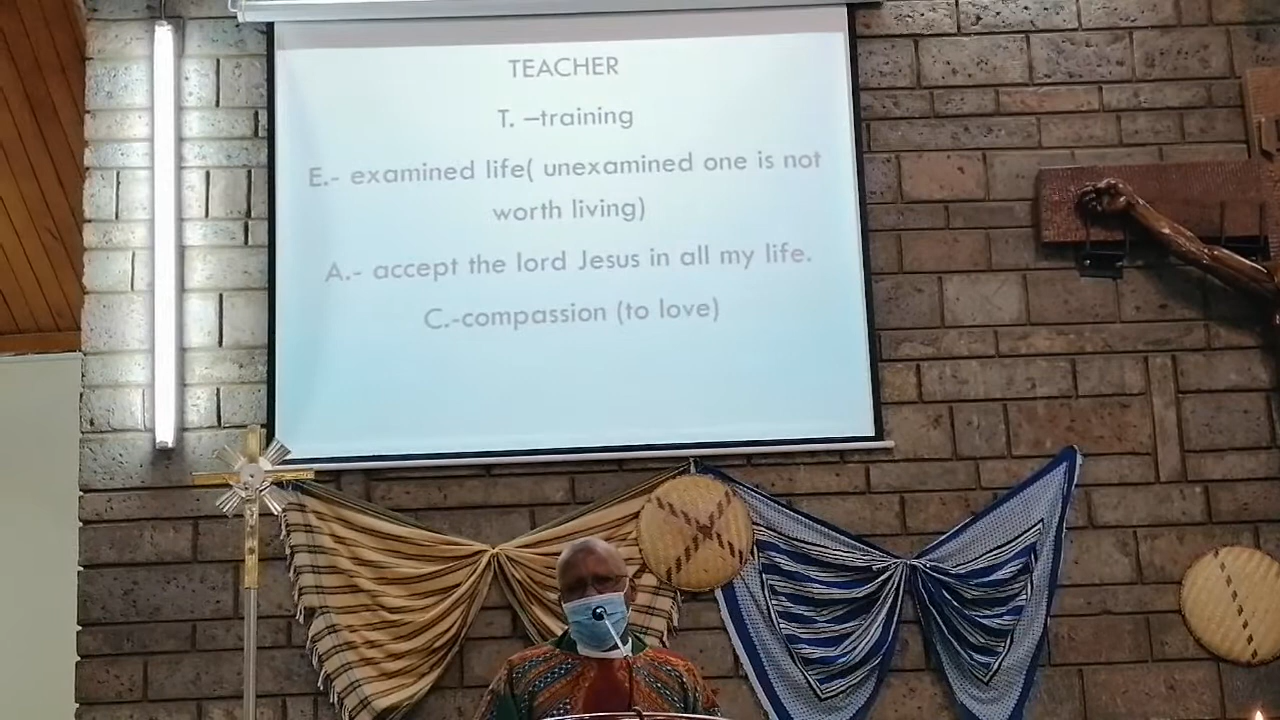 TEACHER
T. –training
E.- examined life( unexamined one is not
worth living)
A.- accept the lord Jesus in all my life.
C.-compassion (to love)